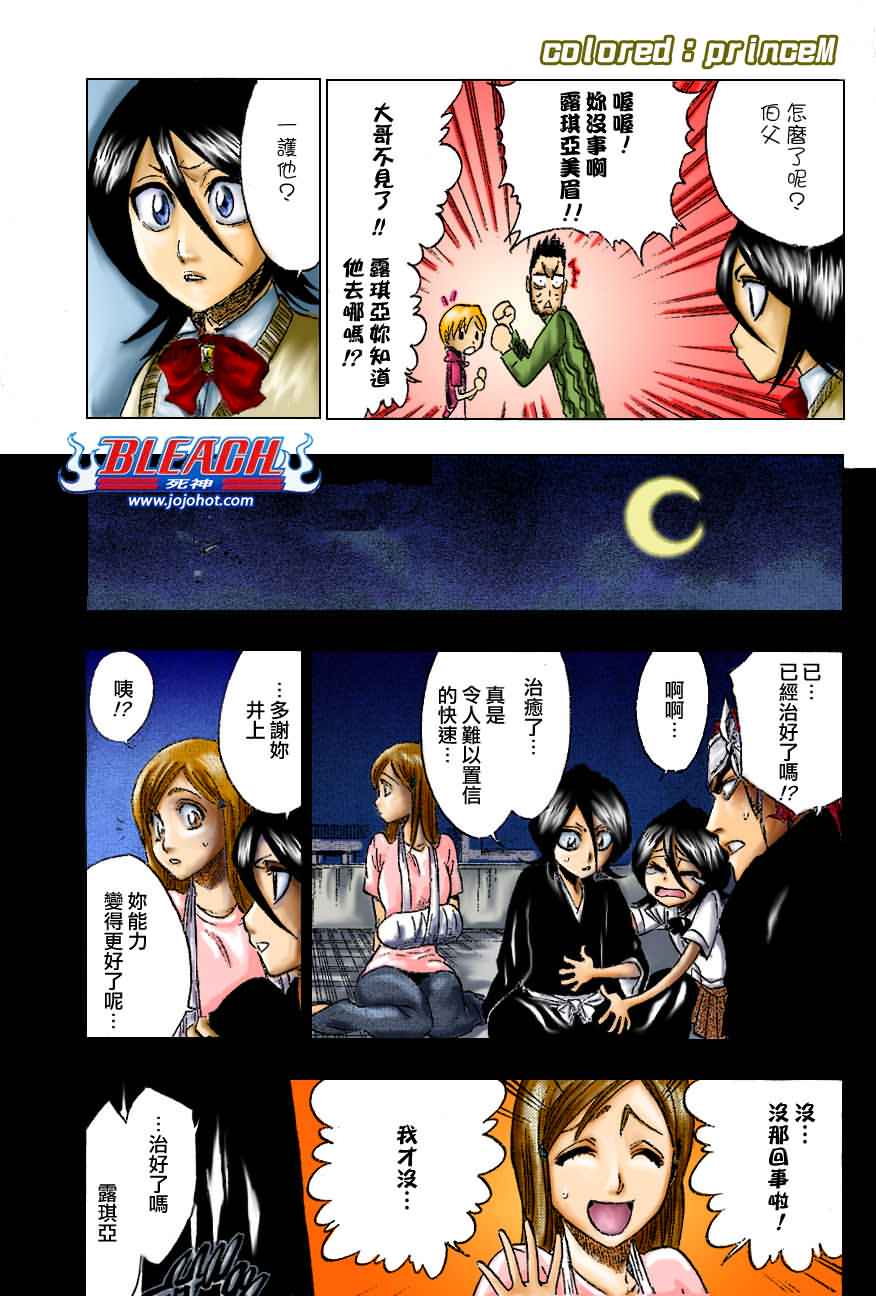 colored : princeM
怎麼了呢?
伯父
喔喔!
妳沒事啊
露琪亞美眉!!
大哥不見了!!
露琪亞妳知道
他去哪嗎!?
一護他?
BLEACH
死神
www.jojohot.com
已…
已經治好了嗎!?
啊啊…
治癒了…
真是
令人難以置信
的快速…
…多謝妳
井上
咦!?
妳能力
變得更好了呢…
沒…
沒那回事啦!
我才沒…
…治好了嗎
露琪亞